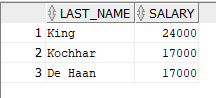 LAST_NAME SALARY
1 King 24000
2 Kochhar 17000
3 De Haan 17000